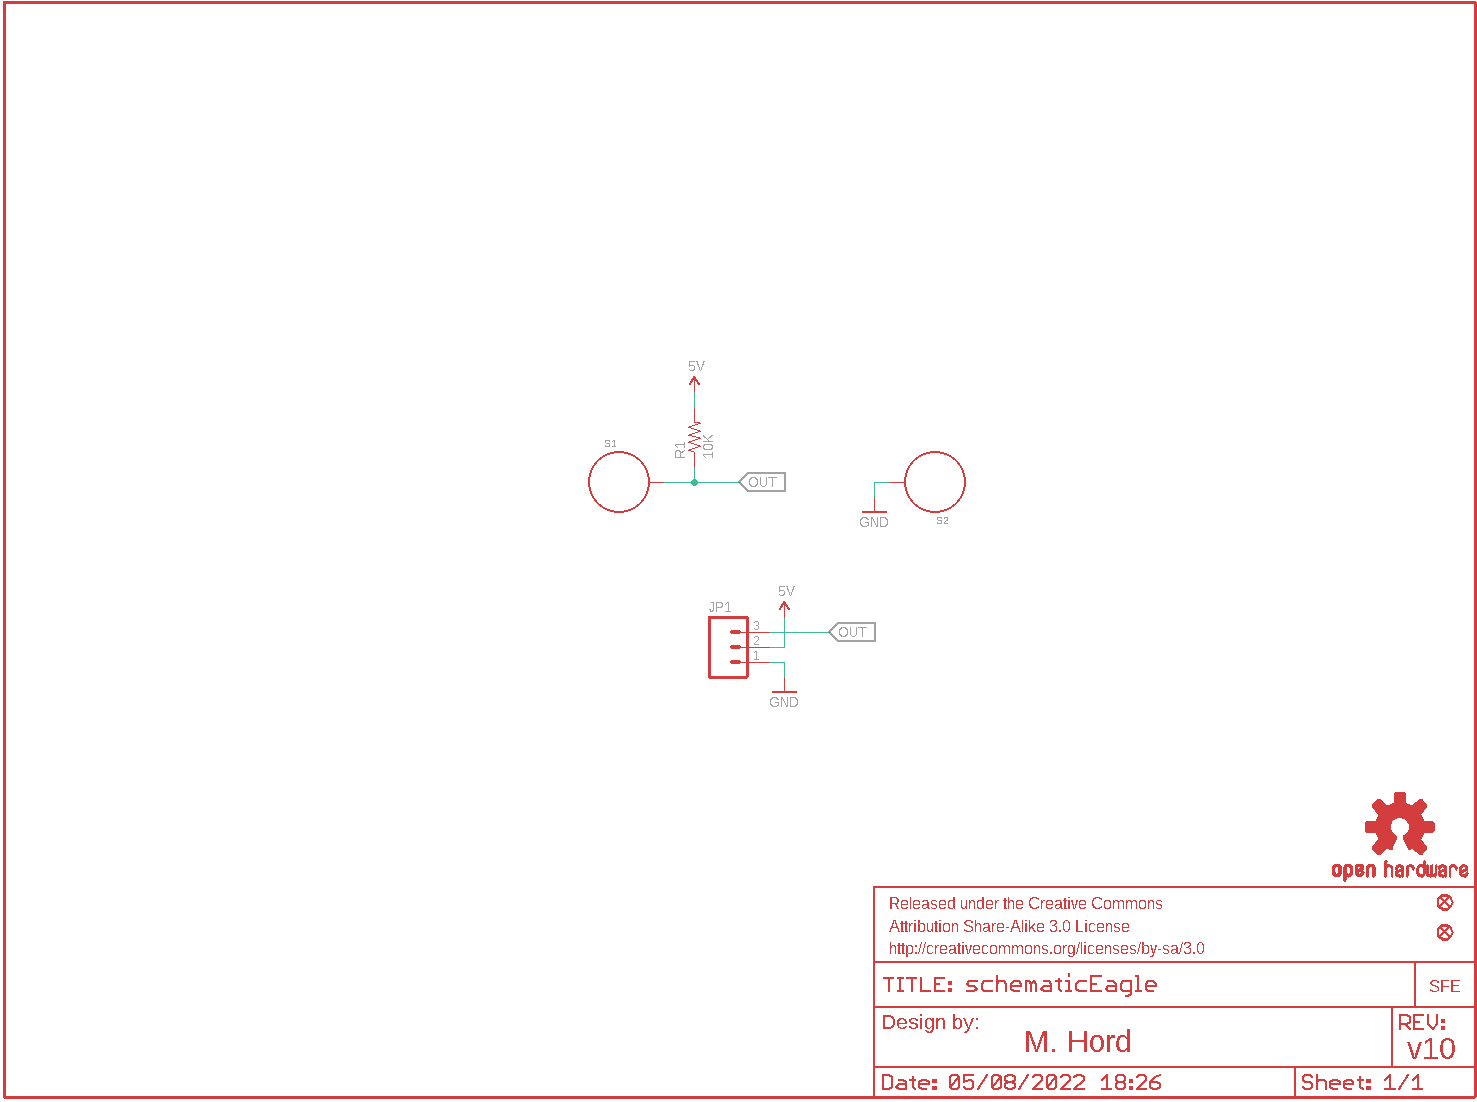 5V
R1
10K
S1
OUT
GND
S2
5V
JP1
3
2
1
OUT
GND
open hardware
Released under the Creative Commons
Attribution Share-Alike 3.0 License
http://creativecommons.org/licenses/by-sa/3.0
TITLE: schematicEagle
SFE
Design by:
M. Hord
REV:
v10
Date: 05/08/2022 18:26
Sheet: 1/1